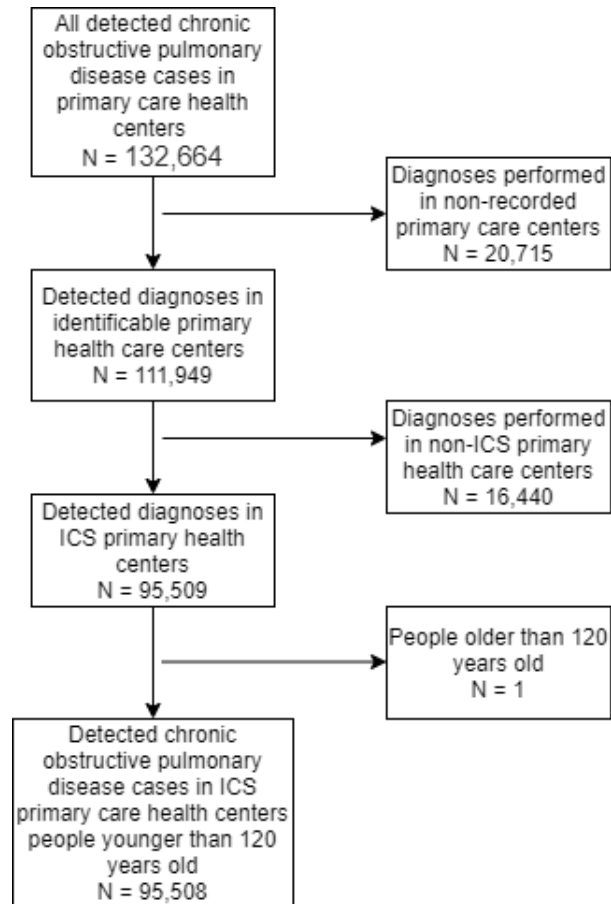 All detected chronic
obstructive pulmonary
disease cases in
primary care health
centers
N = 132,664
Diagnoses performed
in non-recorded
primary care centers
N = 20,715
Detected diagnoses in
identificable primary
health care centers
N = 111,949
Diagnoses performed
in non-ICS primary
health care centers
N = 16,440
Detected diagnoses in
ICS primary health
centers
N = 95,509
People older than 120
years old
N = 1
Detected chronic
obstructive pulmonary
disease cases in ICS
primary care health centers
people younger than 120
years old
N = 95,508